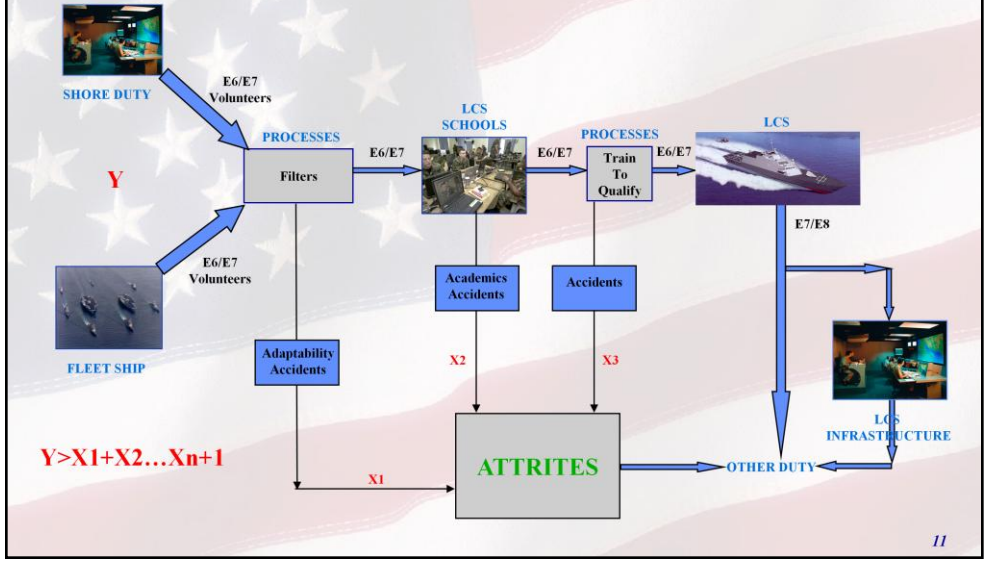 SHORE DUTY
E6/E7
Volunteers
Y
E6/E7
Volunteers
FLEET SHIP
PROCESSES
Filters
E6/E7
LCS
SCHOOLS
E6/E7
PROCESSES
Train
To
Qualify
E6/E7
LCS
E7/E8
Adaptability
Accidents
Academics
Accidents
Accidents
X2
X3
X1
ATTRITES
LCS
INFRASTRUCTURE
OTHER DUTY
Y>X1+X2…Xn+1
11